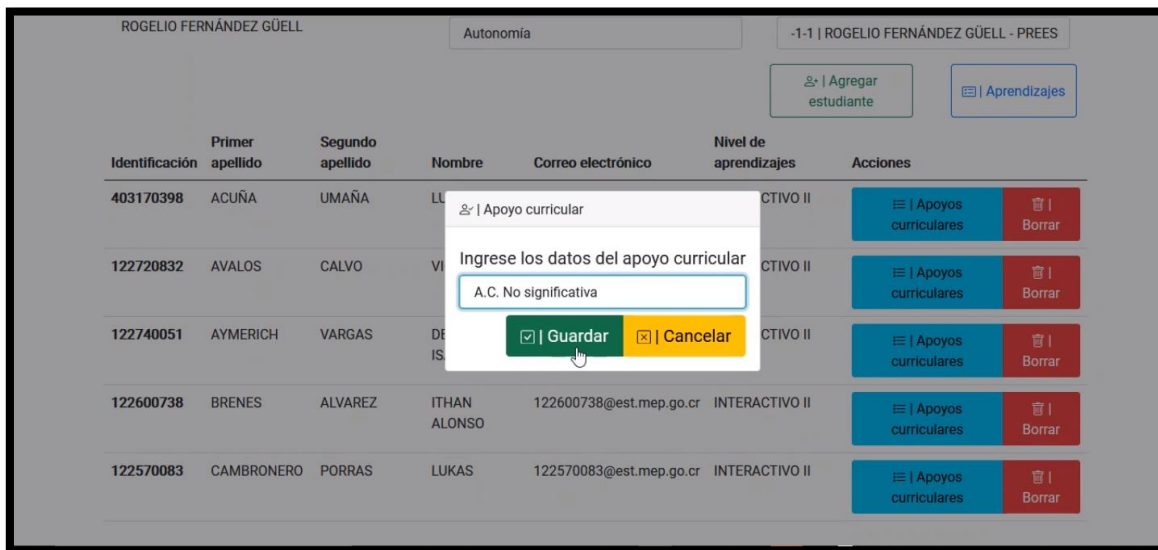 ROGELIO FERNÁNDEZ GÜELL
Autonomía
-1-1 | ROGELIO FERNÁNDEZ GÜELL - PREES
| Agregar
estudiante
| Aprendizajes
Identificación Primer apellido Segundo apellido Nombre Correo electrónico Nivel de aprendizajes Acciones
403170398 ACUÑA UMAÑA LU CTIVO II | Apoyos curriculares | Borrar
| Apoyo curricular
122720832 AVALOS CALVO VI CTIVO II | Apoyos curriculares | Borrar
Ingrese los datos del apoyo curricular
A.C. No significativa
122740051 AYMERICH VARGAS DE IS. CTIVO II | Apoyos curriculares | Borrar
| Guardar | Cancelar
122600738 BRENES ALVAREZ ITHAN ALONSO 122600738@est.mep.go.cr INTERACTIVO II | Apoyos curriculares | Borrar
122570083 CAMBRONERO PORRAS LUKAS 122570083@est.mep.go.cr INTERACTIVO II | Apoyos curriculares | Borrar